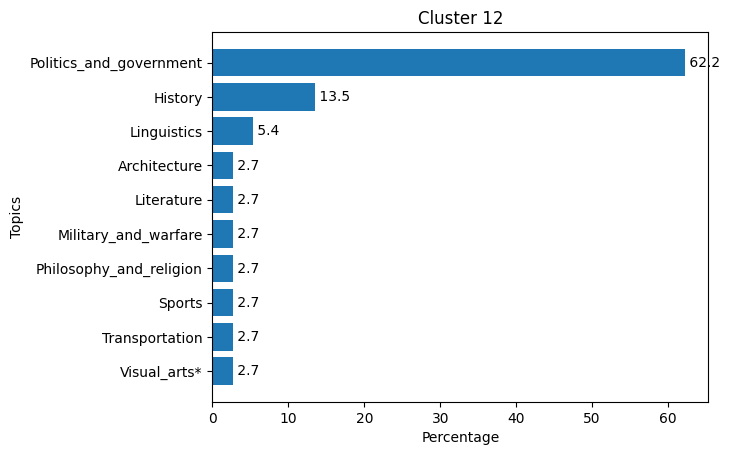 Cluster 12
Politics_and_government 62.2
History 13.5
Linguistics 5.4
Architecture 2.7
Literature 2.7
Military_and_warfare 2.7
Philosophy_and_religion 2.7
Sports 2.7
Transportation 2.7
Visual_arts* 2.7
Topics
0 10 20 30 40 50 60
Percentage